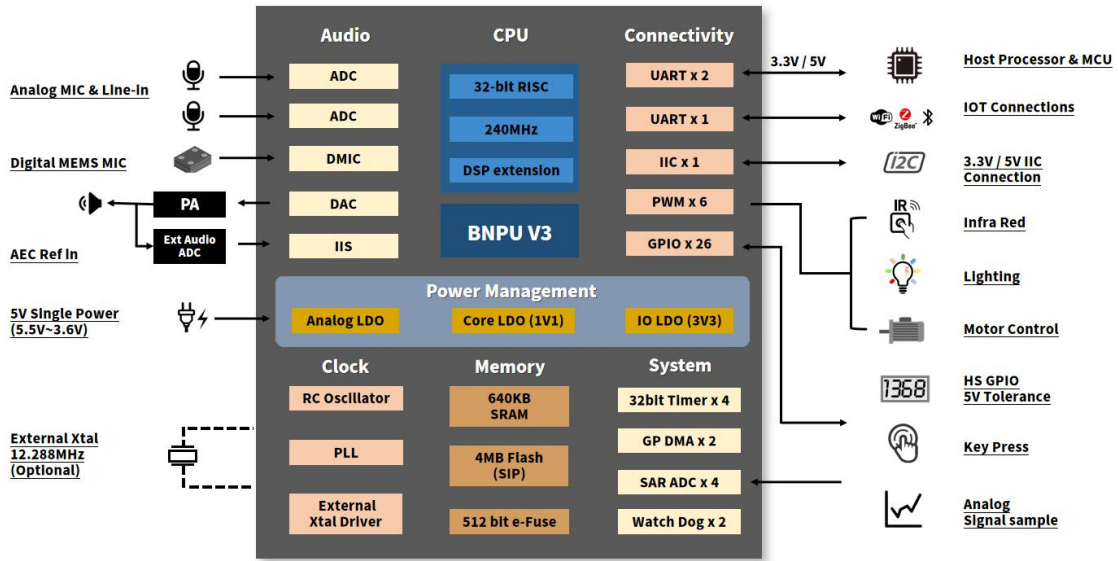 Audio
CPU
Connectivity
Analog MIC & Line-in
ADC
ADC
Digital MEMS MIC
DMIC
PA
DAC
Ext Audio
ADC
AEC Ref in
IIS
32-bit RISC
240MHz
DSP extension
BNPU V3
UART x 2
UART x 1
IIC x 1
PWM x 6
GPIO x 26
3.3V / 5V
Host Processor & MCU
WiFi
ZigBee
IOT Connections
I2C
3.3V / 5V IIC
Connection
IR
Infra Red
Lighting
Motor Control
5V Single Power
(5.5V~3.6V)
Power Management
Analog LDO
Core LDO (1V1)
IO LDO (3V3)
Clock
Memory
System
RC Oscillator
PLL
External
Xtal Driver
640KB
SRAM
4MB Flash
(SIP)
512 bit e-Fuse
32bit Timer x 4
GP DMA x 2
SAR ADC x 4
Watch Dog x 2
External Xtal
12.288MHz
(Optional)
1368
HS GPIO
5V Tolerance
Key Press
Analog
Signal sample